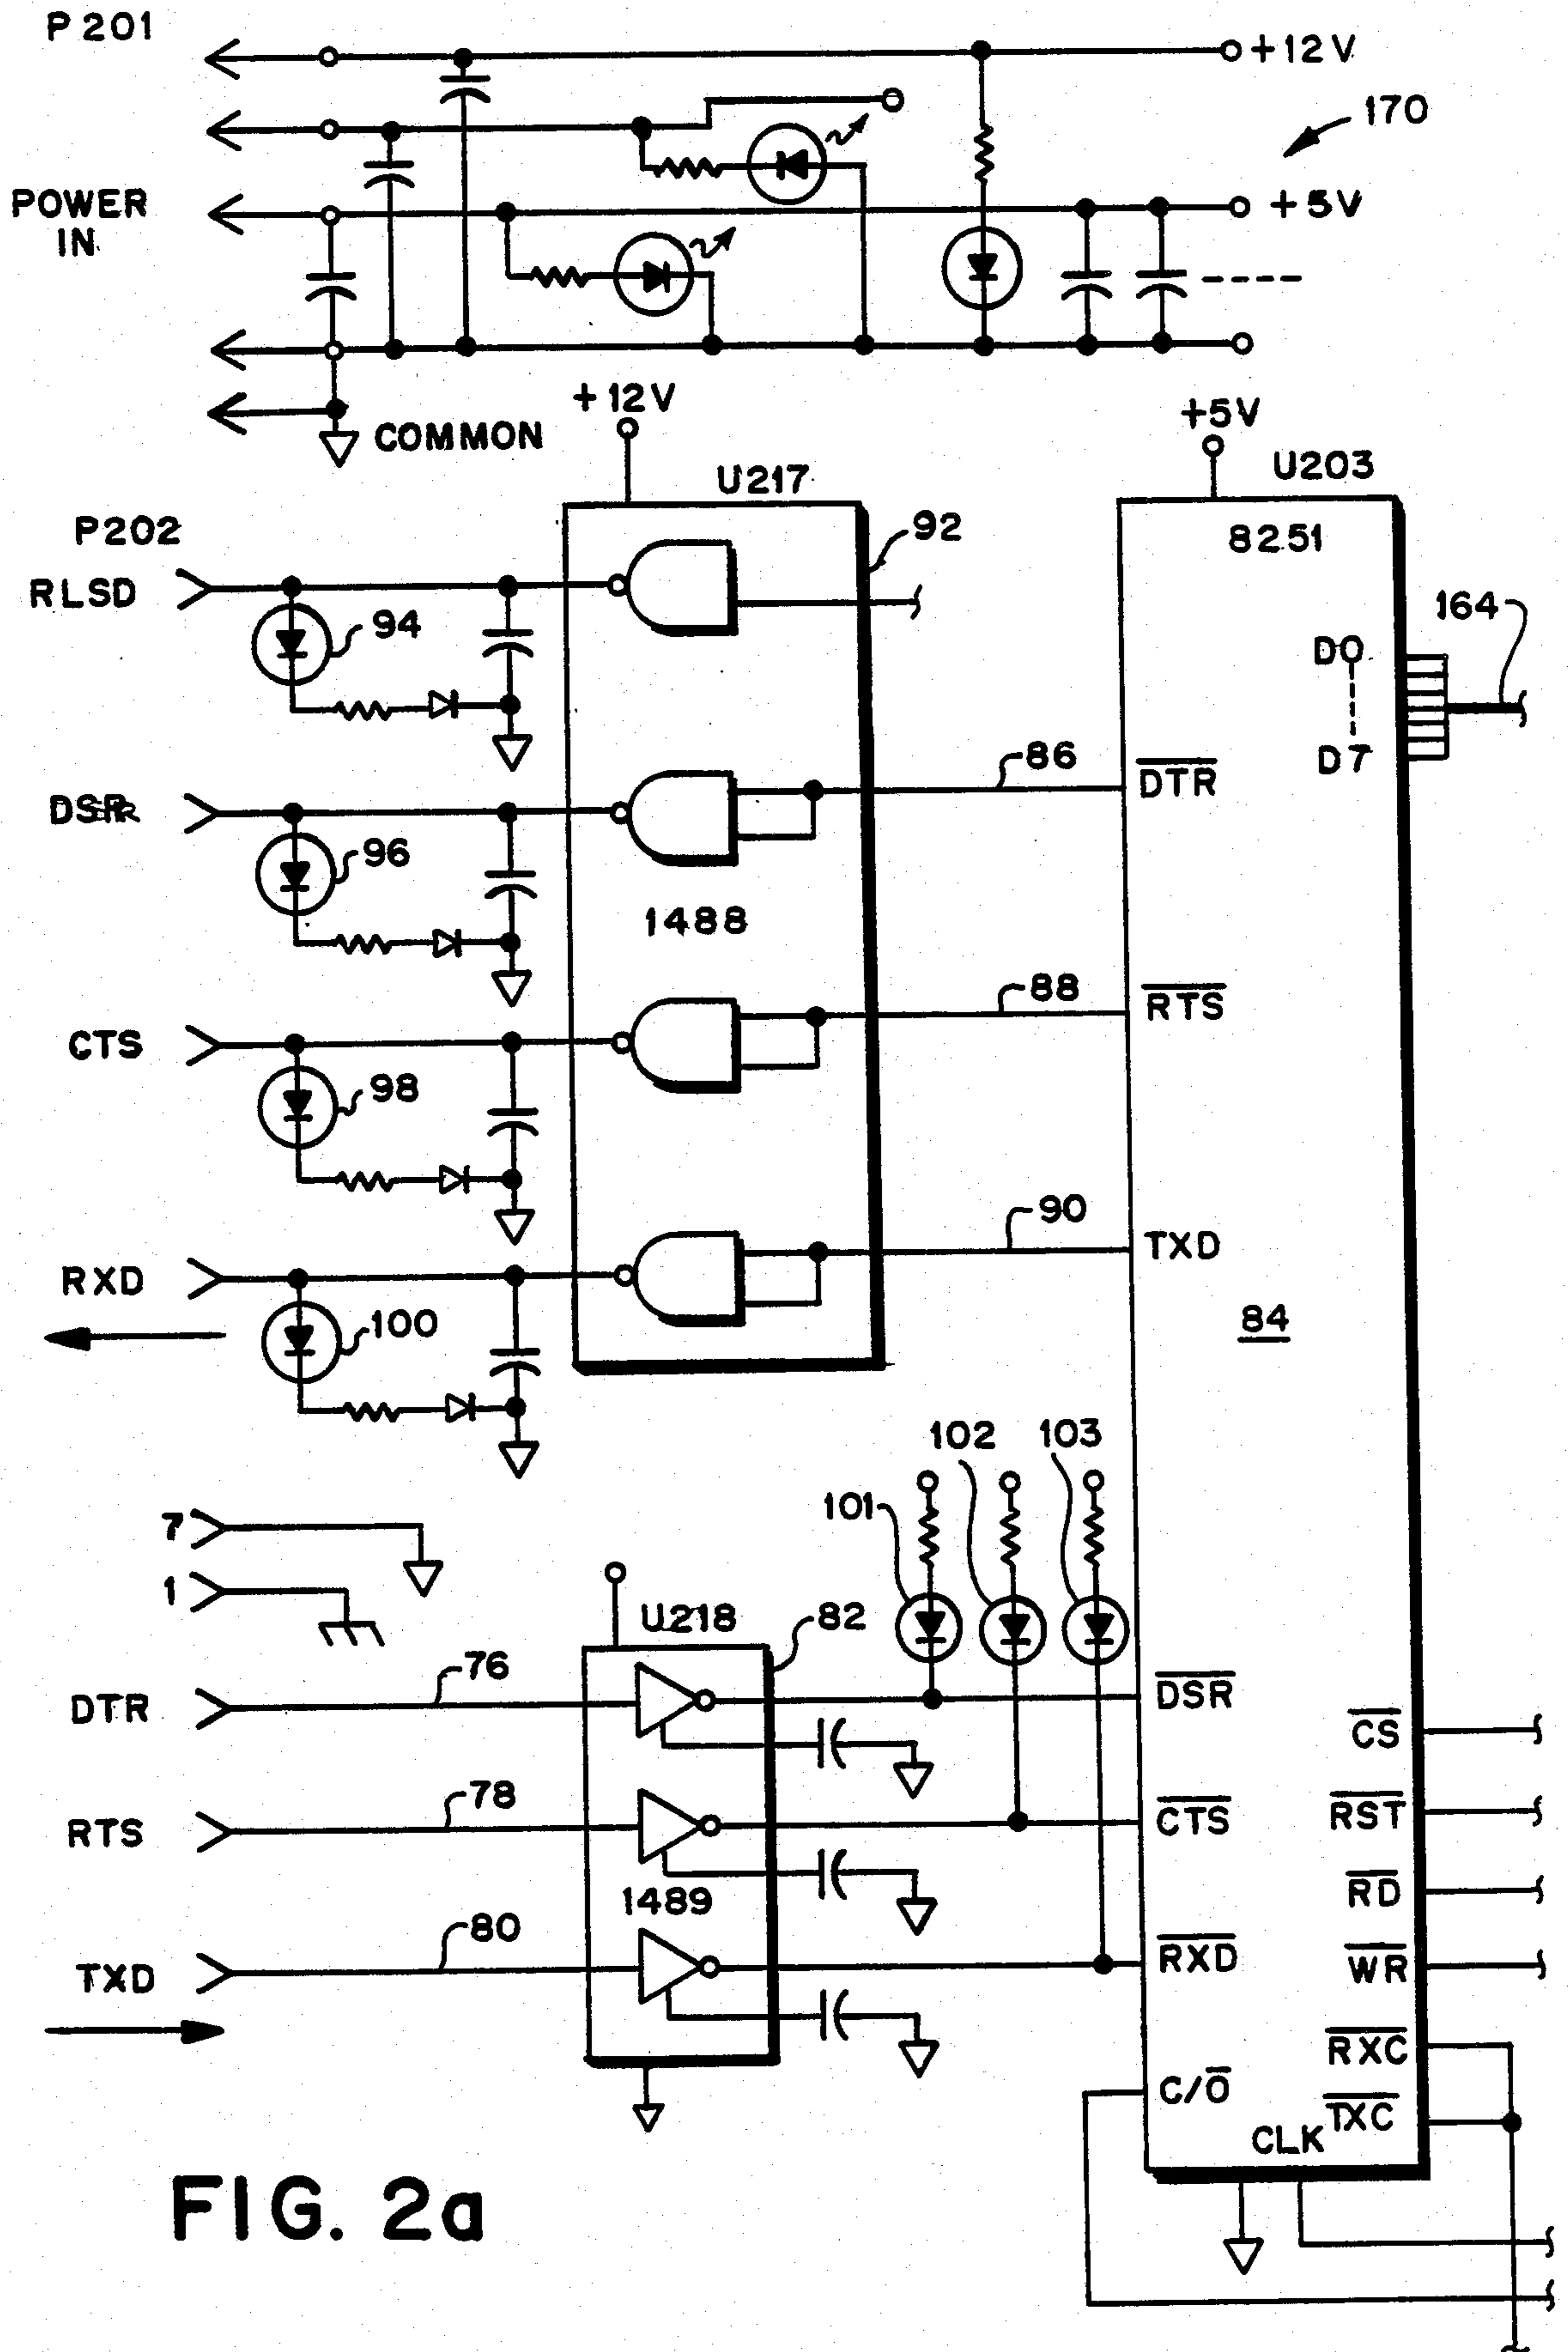 P201
+12V
170
POWER
IN
+5V
COMMON
+12V
+5V
U217
U203
P202
92
8251
RLSD
94
164
D0
D7
86
DTR
DSR
96
1488
88
RTS
CTS
98
90
TXD
RXD
100
84
102
103
101
7
1
U218
82
76
DTR
DSR
CS
78
RTS
CTS
RST
1489
80
RD
TXD
RXD
WR
RXC
C/O
TXC
CLK
FIG. 2a